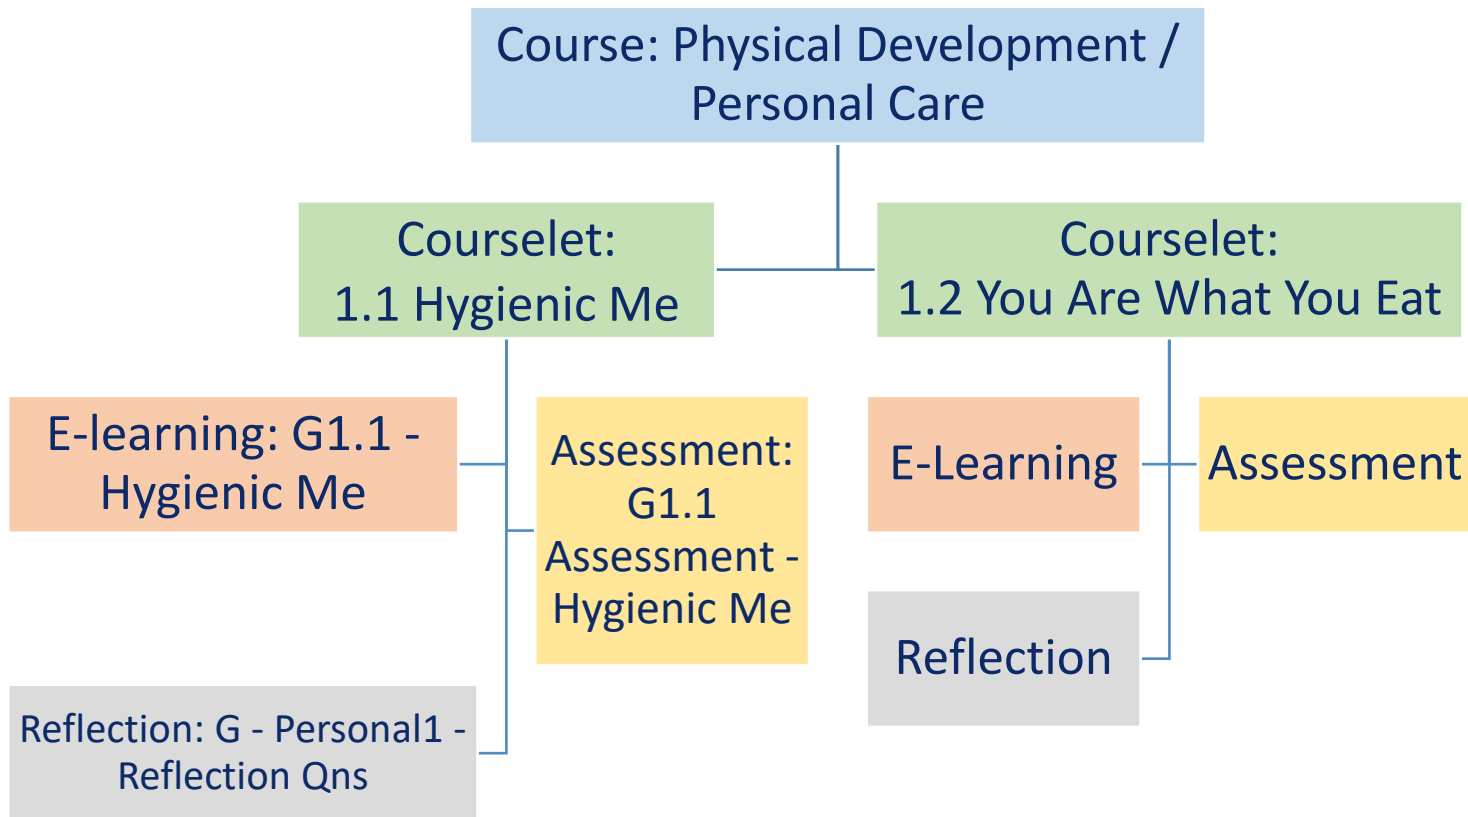 Course: Physical Development /
Personal Care
Courselet:
1.1 Hygienic Me
Courselet:
1.2 You Are What You Eat
E-learning: G1.1 -
Hygienic Me
Assessment:
G1.1
Assessment -
Hygienic Me
Reflection: G - Personal1 -
Reflection Qns
E-Learning
Assessment
Reflection